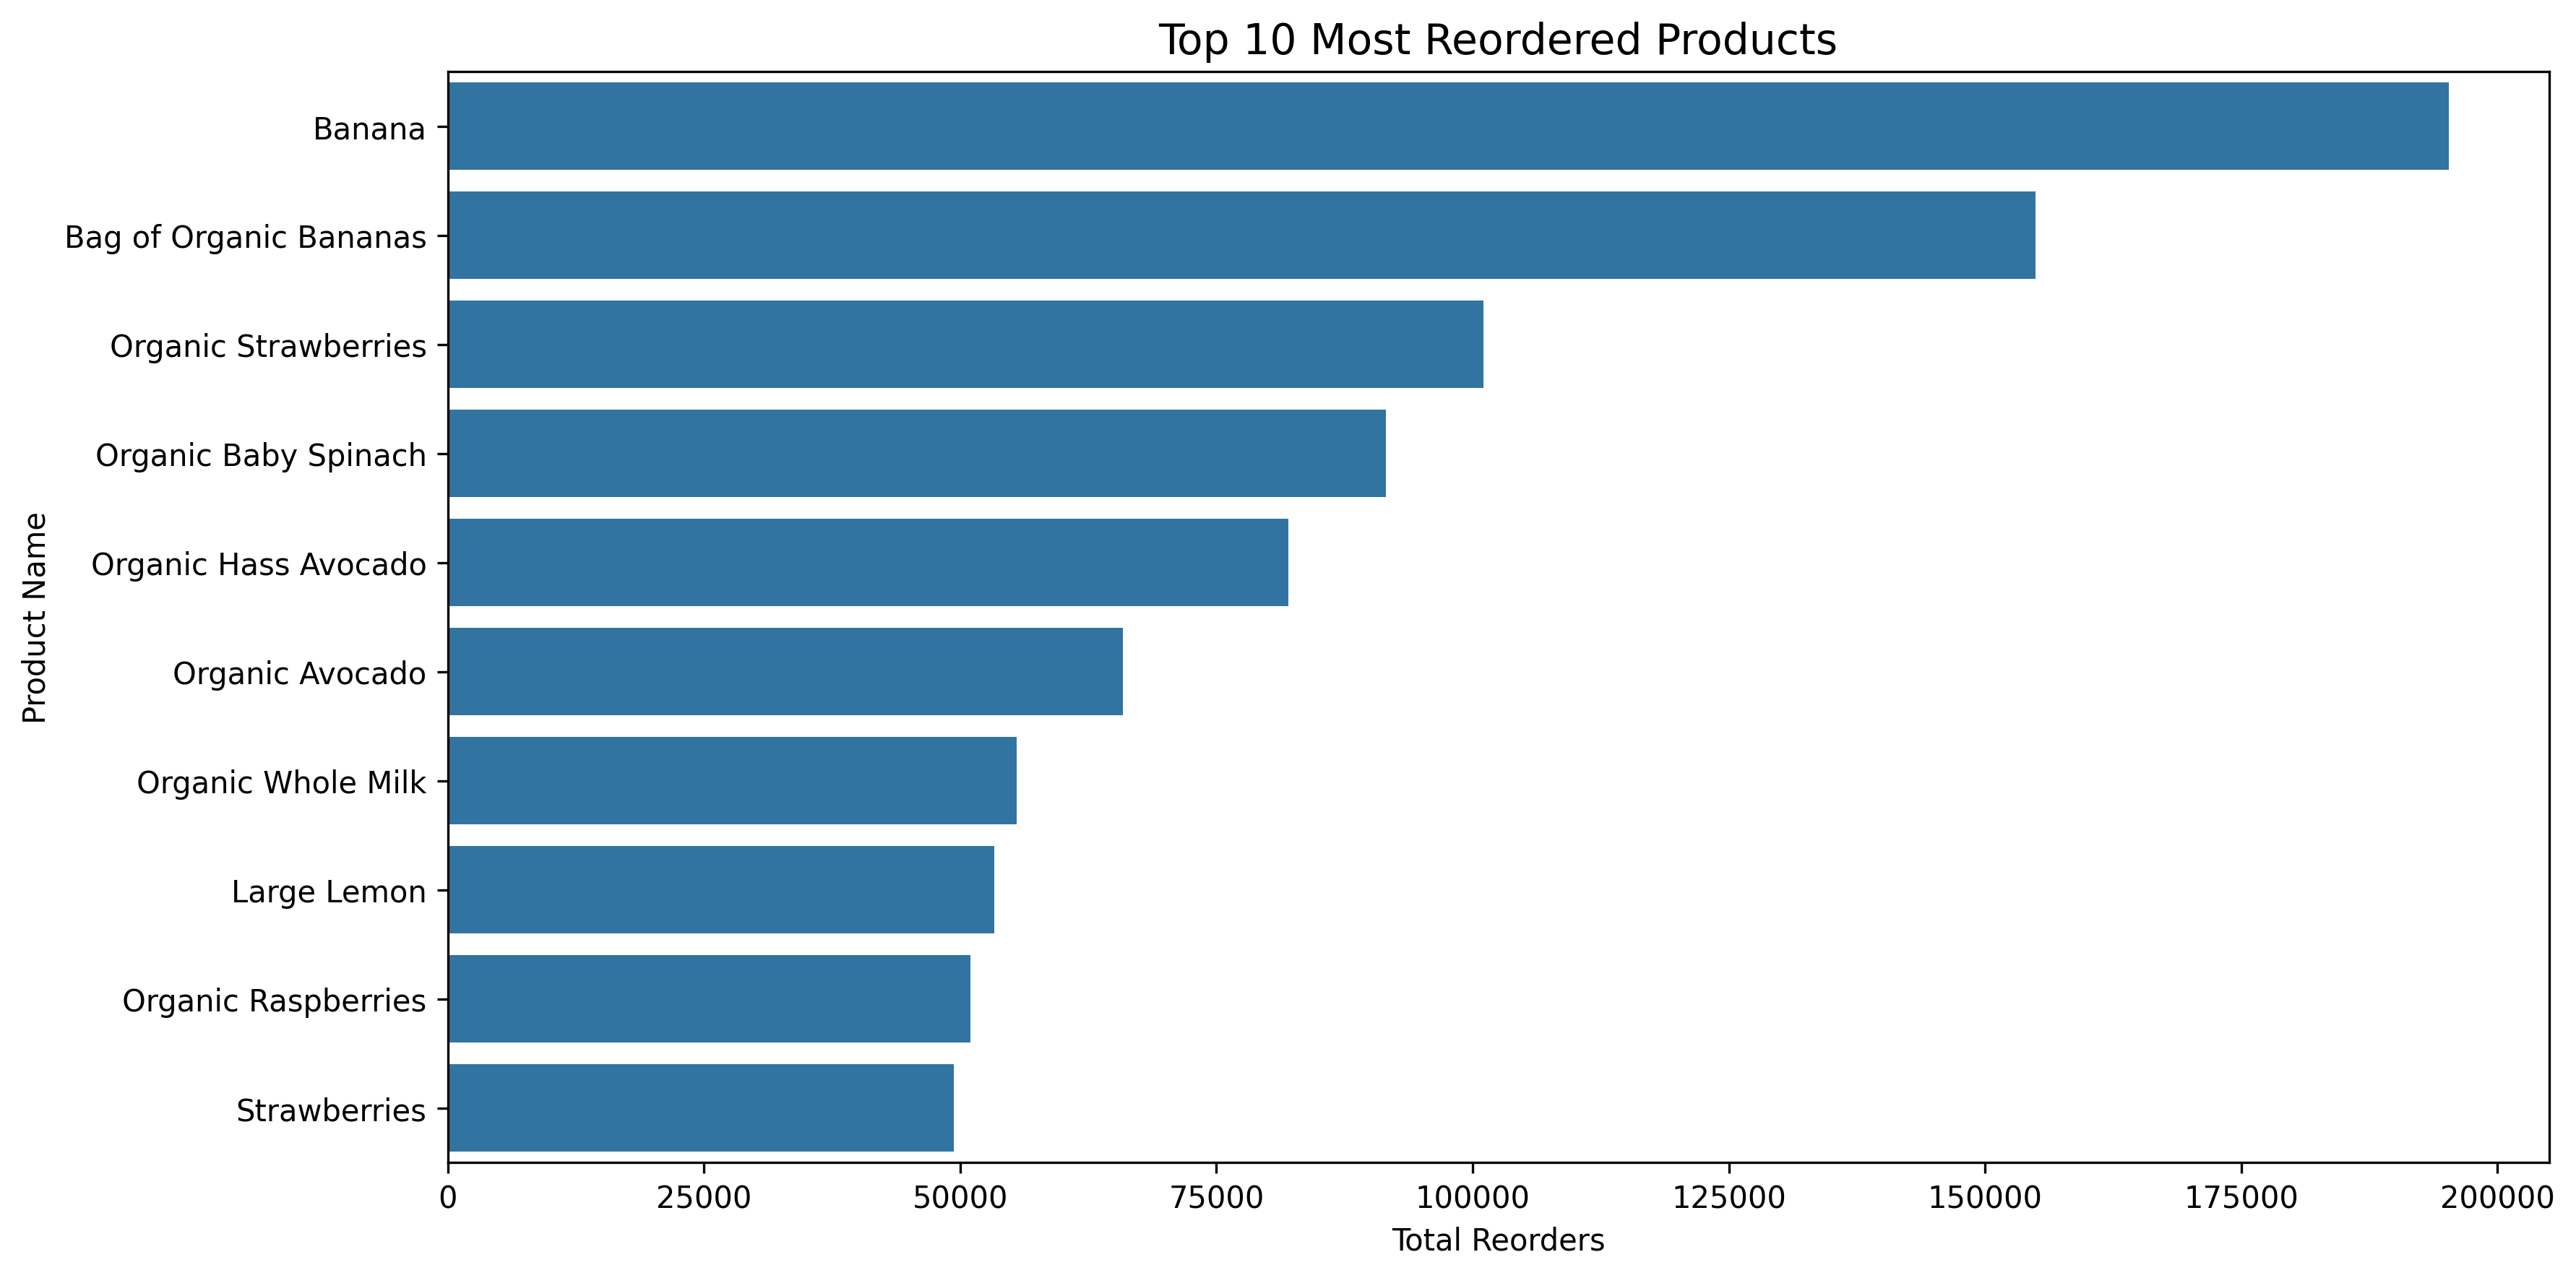 Top 10 Most Reordered Products
Product Name
Banana
Bag of Organic Bananas
Organic Strawberries
Organic Baby Spinach
Organic Hass Avocado
Organic Avocado
Organic Whole Milk
Large Lemon
Organic Raspberries
Strawberries
0 25000 50000 75000 100000 125000 150000 175000 200000
Total Reorders